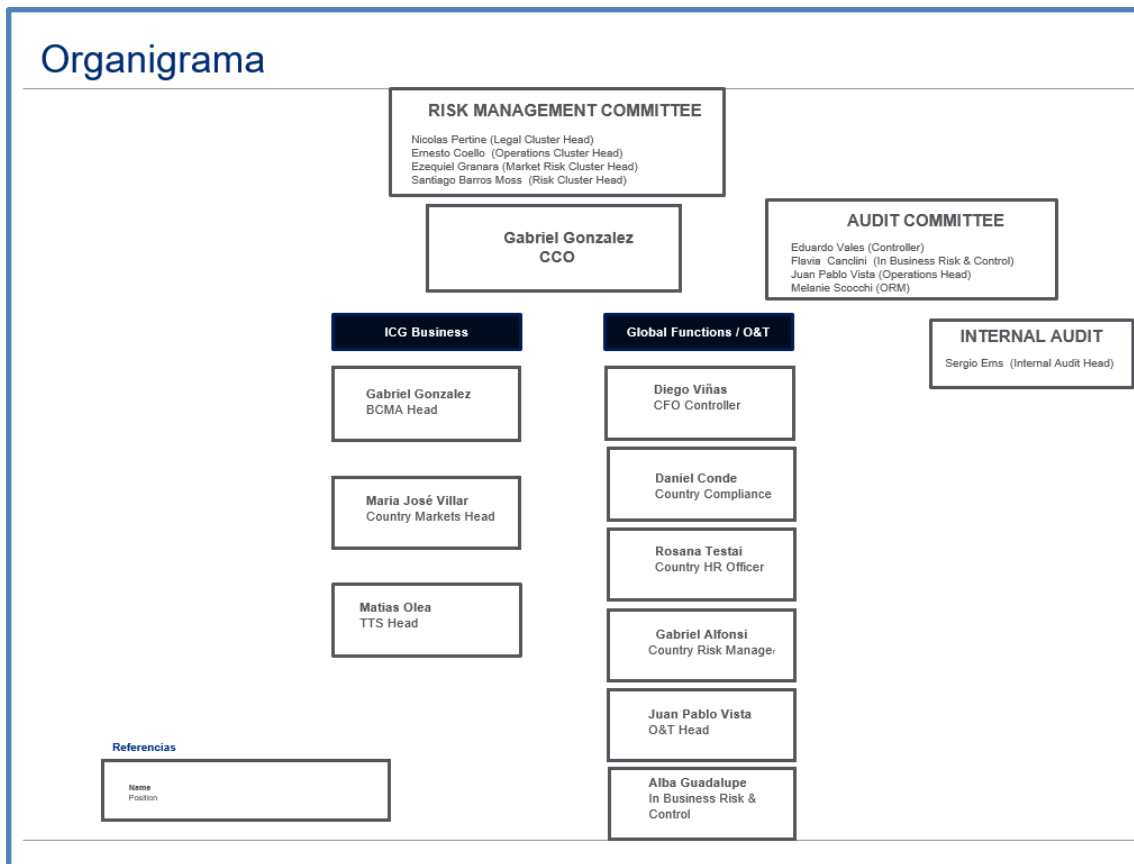 Organigrama
RISK MANAGEMENT COMMITTEE
Nicolas Pertine (Legal Cluster Head)
Ernesto Coello (Operations Cluster Head)
Ezequiel Granara (Market Risk Cluster Head)
Santiago Barros Moss (Risk Cluster Head)
Gabriel Gonzalez
CCO
AUDIT COMMITTEE
Eduardo Vales (Controller)
Flavia Canclini (In Business Risk & Control)
Juan Pablo Vista (Operations Head)
Melanie Scocchi (ORM)
INTERNAL AUDIT
Sergio Ems (Internal Audit Head)
ICG Business
Gabriel Gonzalez
BCMA Head
Maria José Villar
Country Markets Head
Matias Olea
TTS Head
Global Functions / O&T
Diego Viñas
CFO Controller
Daniel Conde
Country Compliance
Rosana Testai
Country HR Officer
Gabriel Alfonsi
Country Risk Manager
Juan Pablo Vista
O&T Head
Alba Guadalupe
In Business Risk &
Control
Referencias
Name
Position